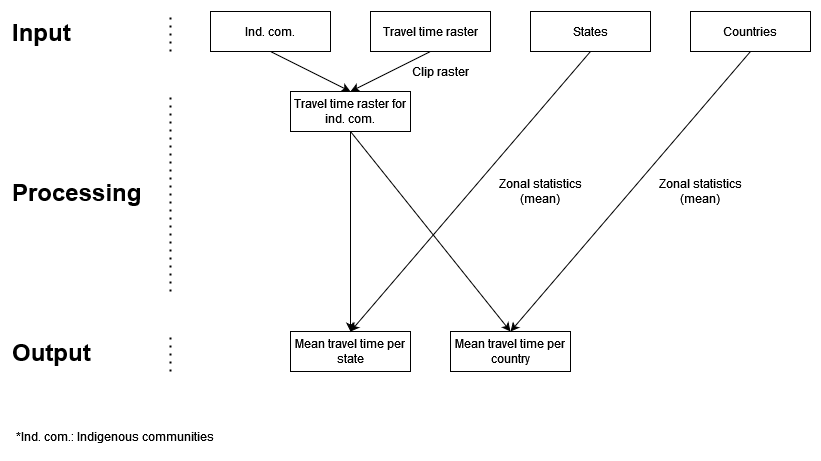 Input
Ind. com.
Travel time raster
States
Countries
Clip raster
Travel time raster for
ind. com.
Processing
Zonal statistics
(mean)
Zonal statistics
(mean)
Output
Mean travel time per
state
Mean travel time per
country
*Ind. com.: Indigenous communities